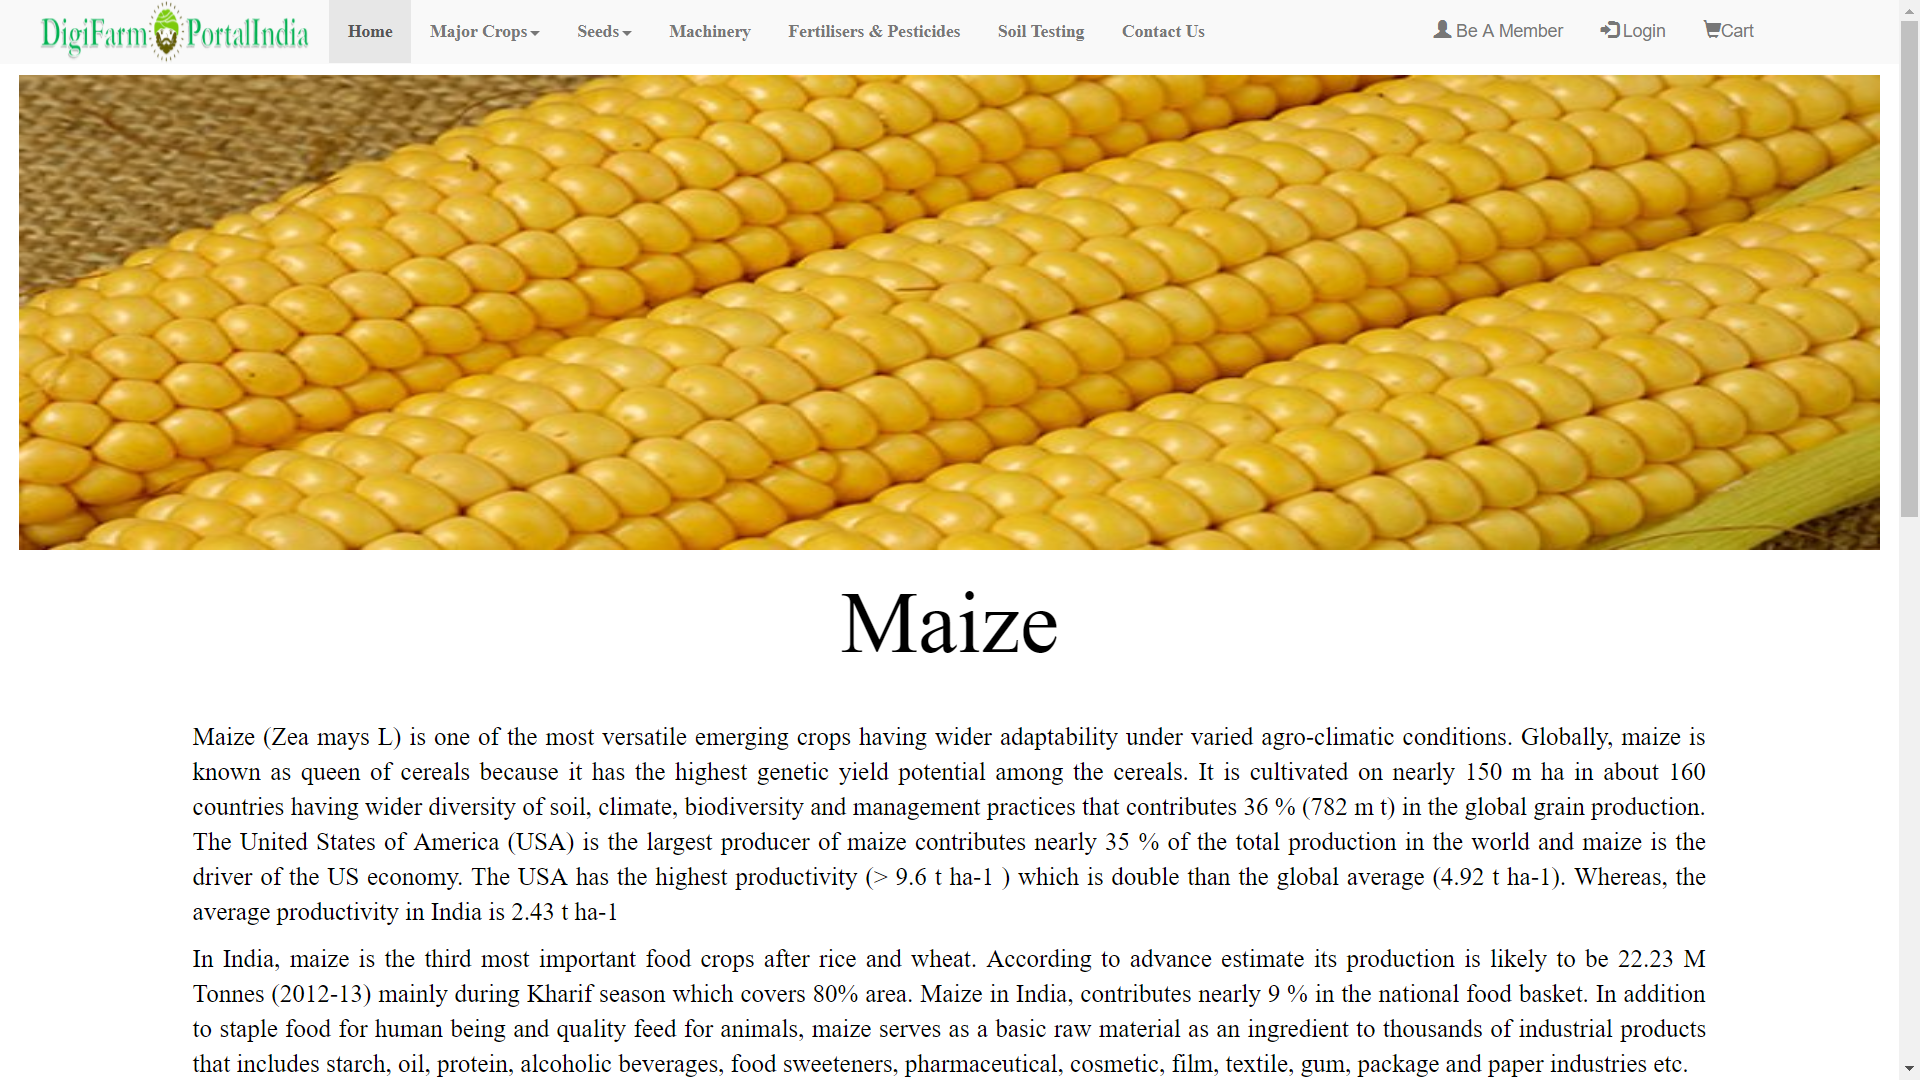 DigiFarm PortalIndia Home Major Crops Seeds Machinery Fertilisers & Pesticides Soil Testing Contact Us Be A Member Login Cart
Maize
Maize (Zea mays L) is one of the most versatile emerging crops having wider adaptability under varied agro-climatic conditions. Globally, maize is
known as queen of cereals because it has the highest genetic yield potential among the cereals. It is cultivated on nearly 150 m ha in about 160
countries having wider diversity of soil, climate, biodiversity and management practices that contributes 36 % (782 m t) in the global grain production.
The United States of America (USA) is the largest producer of maize contributes nearly 35 % of the total production in the world and maize is the
driver of the US economy. The USA has the highest productivity (> 9.6 t ha-1 ) which is double than the global average (4.92 t ha-1). Whereas, the
average productivity in India is 2.43 t ha-1
In India, maize is the third most important food crops after rice and wheat. According to advance estimate its production is likely to be 22.23 M
Tonnes (2012-13) mainly during Kharif season which covers 80% area. Maize in India, contributes nearly 9 % in the national food basket. In addition
to staple food for human being and quality feed for animals, maize serves as a basic raw material as an ingredient to thousands of industrial products
that includes starch, oil, protein, alcoholic beverages, food sweeteners, pharmaceutical, cosmetic, film, textile, gum, package and paper industries etc.